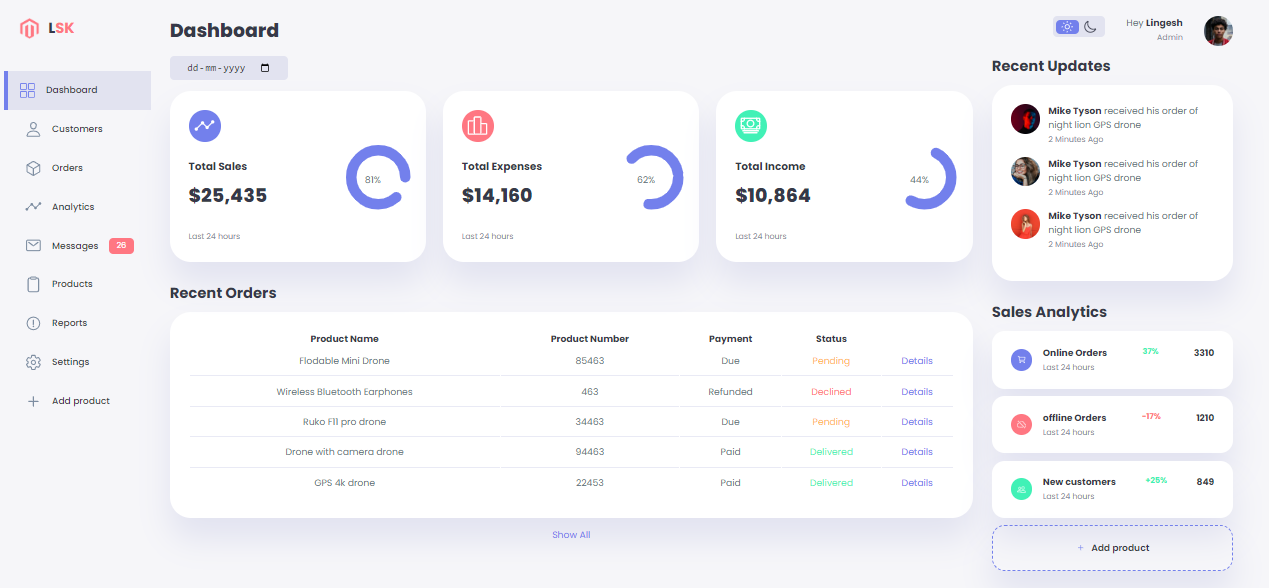 LSK
Dashboard
Customers
Orders
Analytics
Messages 26
Products
Reports
Settings
Add product
Dashboard
dd-mm-yyyy
Total Sales
$25,435
81%
Last 24 hours
Total Expenses
$14,160
62%
Last 24 hours
Total Income
$10,864
44%
Last 24 hours
Recent Orders
Product Name Product Number Payment Status
Flodable Mini Drone 85463 Due Pending Details
Wireless Bluetooth Earphones 463 Refunded Declined Details
Ruko F11 pro drone 34463 Due Pending Details
Drone with camera drone 94463 Paid Delivered Details
GPS 4k drone 22453 Paid Delivered Details
Show All
Hey Lingesh
Admin
Recent Updates
Mike Tyson received his order of
night lion GPS drone
2 Minutes Ago
Mike Tyson received his order of
night lion GPS drone
2 Minutes Ago
Mike Tyson received his order of
night lion GPS drone
2 Minutes Ago
Sales Analytics
Online Orders 37% 3310
Last 24 hours
offline Orders -17% 1210
Last 24 hours
New customers +25% 849
Last 24 hours
+ Add product